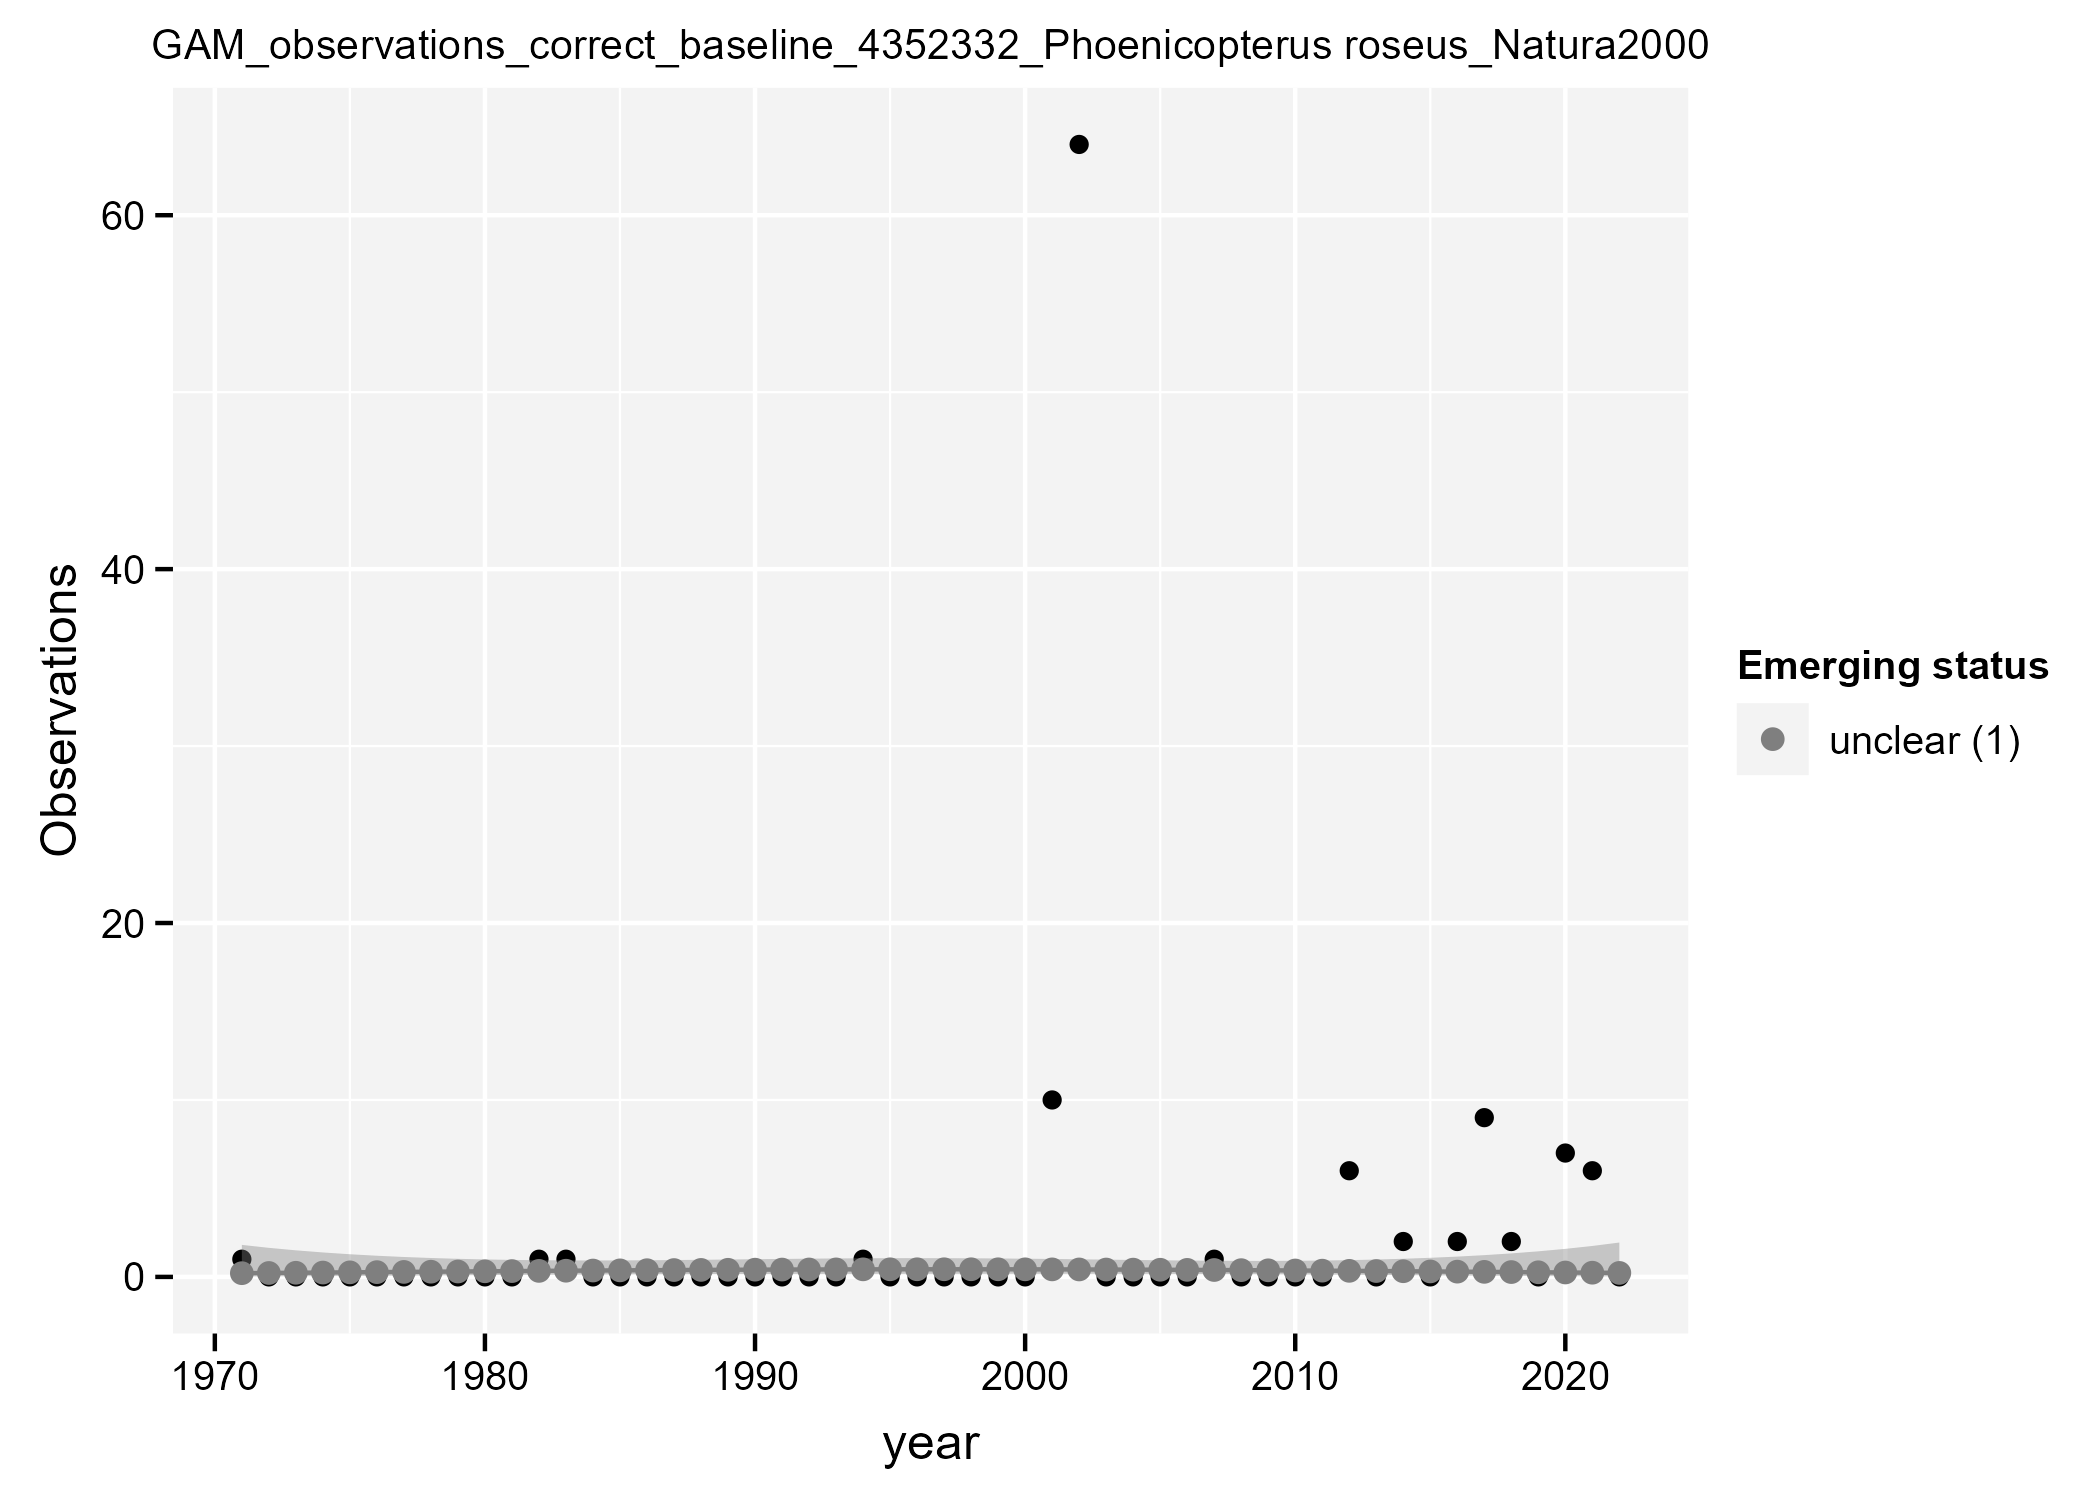 GAM_observations_correct_baseline_4352332_Phoenicopterus roseus_Natura2000
Observations
60
40
20
0
1970 1980 1990 2000 2010 2020
year
Emerging status
unclear (1)